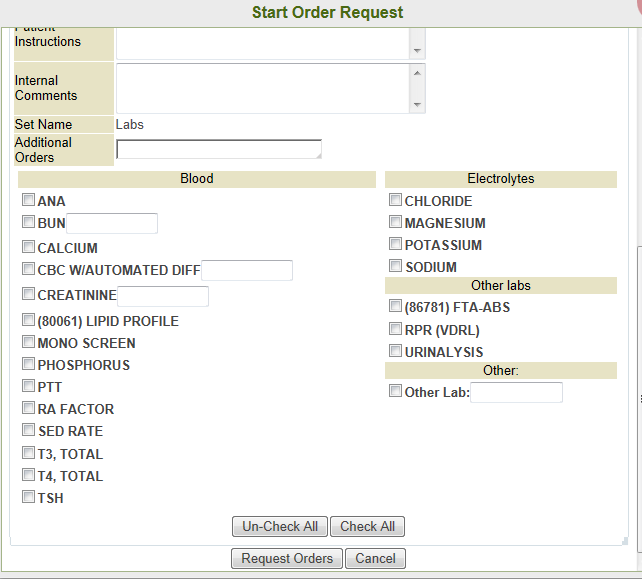 Start Order Request
Patient
Instructions
Internal
Comments
Set Name Labs
Additional
Orders
Blood
ANA
BUN
CALCIUM
CBC W/AUTOMATED DIFF
CREATININE
(80061) LIPID PROFILE
MONO SCREEN
PHOSPHORUS
PTT
RA FACTOR
SED RATE
T3, TOTAL
T4, TOTAL
TSH
Electrolytes
CHLORIDE
MAGNESIUM
POTASSIUM
SODIUM
Other labs
(86781) FTA-ABS
RPR (VDRL)
URINALYSIS
Other:
Other Lab:
Un-Check All Check All
Request Orders Cancel